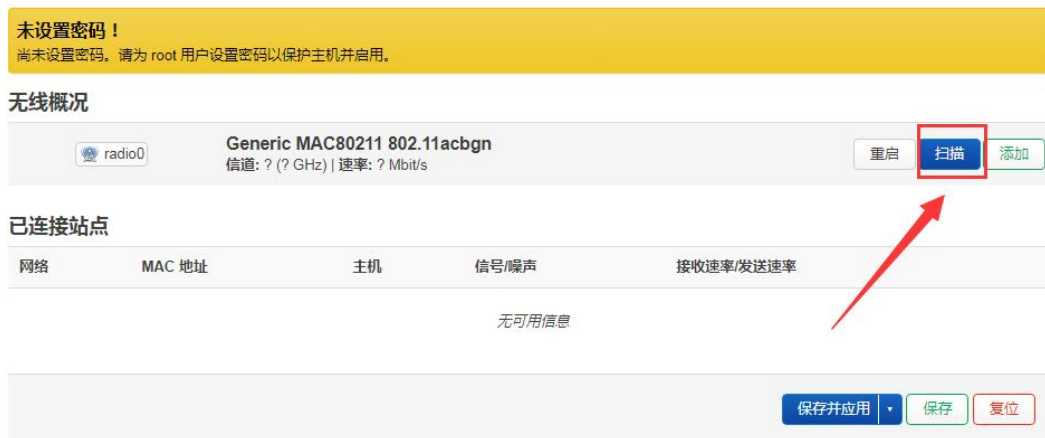 未设置密码！
尚未设置密码。请为 root 用户设置密码以保护主机并启用。
无线概况
radio0
Generic MAC80211 802.11acbgn
信道: ? (? GHz) | 速率: ? Mbit/s
重启 扫描 添加
已连接站点
网络 MAC 地址 主机 信号/噪声 接收速率/发送速率
无可用信息
保存并应用 保存 复位